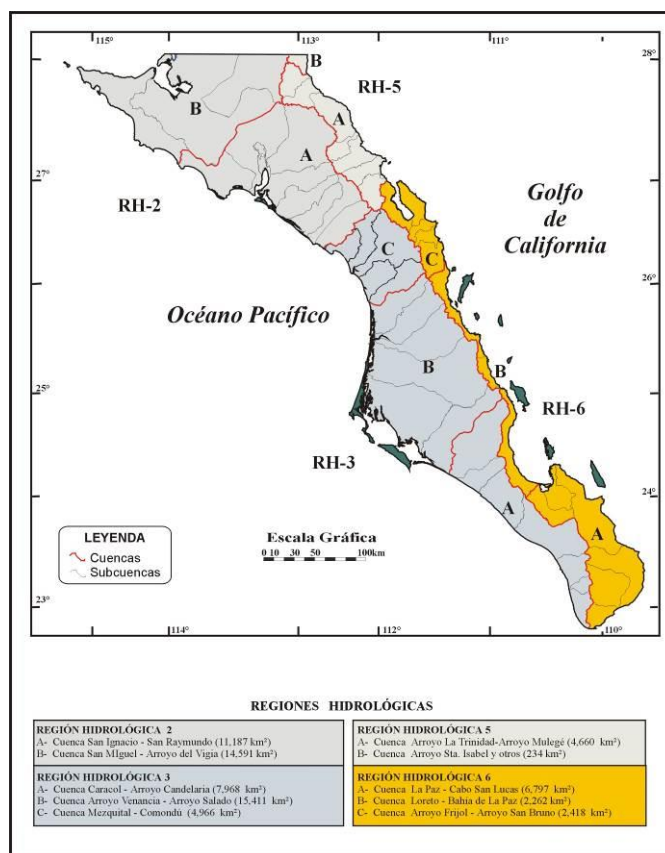 115°
113°
111°
28°
B
RH-5
B
A
A
27°
Golfo
de
California
RH-2
C
C
26°
Océano Pacífico
B
B
25°
RH-6
RH-3
24°
A
A
LEYENDA
Cuencas
Subcuencas
Escala Gráfica
0 10 30 50 100km
23°
114°
112°
110°
REGIONES HIDROLÓGICAS
REGIÓN HIDROLÓGICA 2
A- Cuenca San Ignacio - San Raymundo (11,187 km²)
B- Cuenca San MIguel - Arroyo del Vigia (14,591 km²)
REGIÓN HIDROLÓGICA 5
A- Cuenca Arroyo La Trinidad-Arroyo Mulegé (4,660 km²)
B- Cuenca Arroyo Sta. Isabel y otros (234 km²)
REGIÓN HIDROLÓGICA 3
A- Cuenca Caracol - Arroyo Candelaria (7,968 km²)
B- Cuenca Arroyo Venancia - Arroyo Salado (15,411 km²)
C- Cuenca Mezquital - Comondú (4,966 km²)
REGIÓN HIDROLÓGICA 6
A- Cuenca La Paz - Cabo San Lucas (6,797 km²)
B- Cuenca Loreto - Bahía de La Paz (2,262 km²)
C- Cuenca Arroyo Frijol - Arroyo San Bruno (2,418 km²)